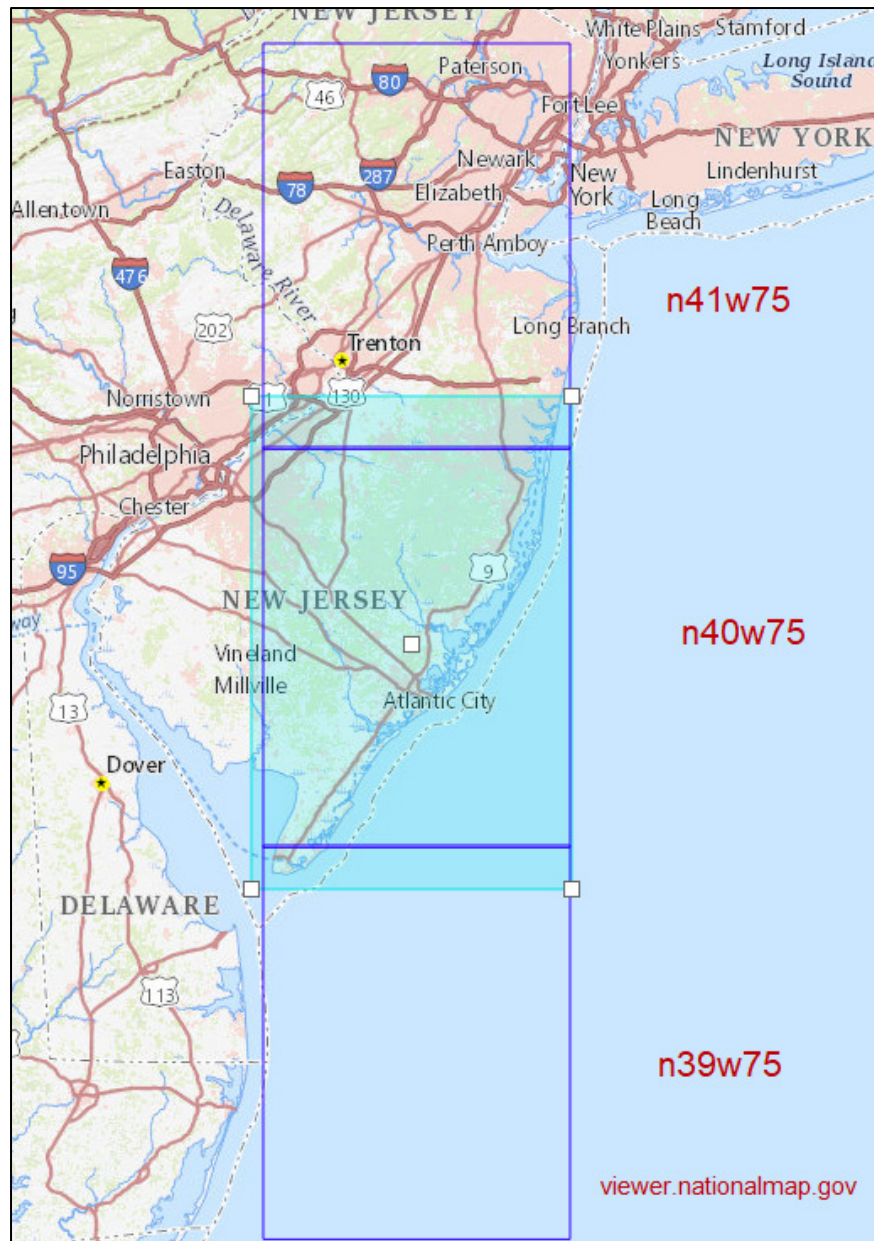 NEW JERSEY
White Plains
Stamford
Paterson
Yonkers
Long Island
Sound
80
46
Fort Lee
NEW YORK
Newark
Easton
287
New
York
Lindenhurst
78
Elizabeth
Long
Beach
Allentown
Delaware River
Perth Amboy
476
n41w75
202
Long Branch
Trenton
Norristown
1
130
Philadelphia
Chester
95
9
NEW JERSEY
way
n40w75
Vineland
Millville
Atlantic City
13
Dover
DELAWARE
113
n39w75
viewer.nationalmap.gov